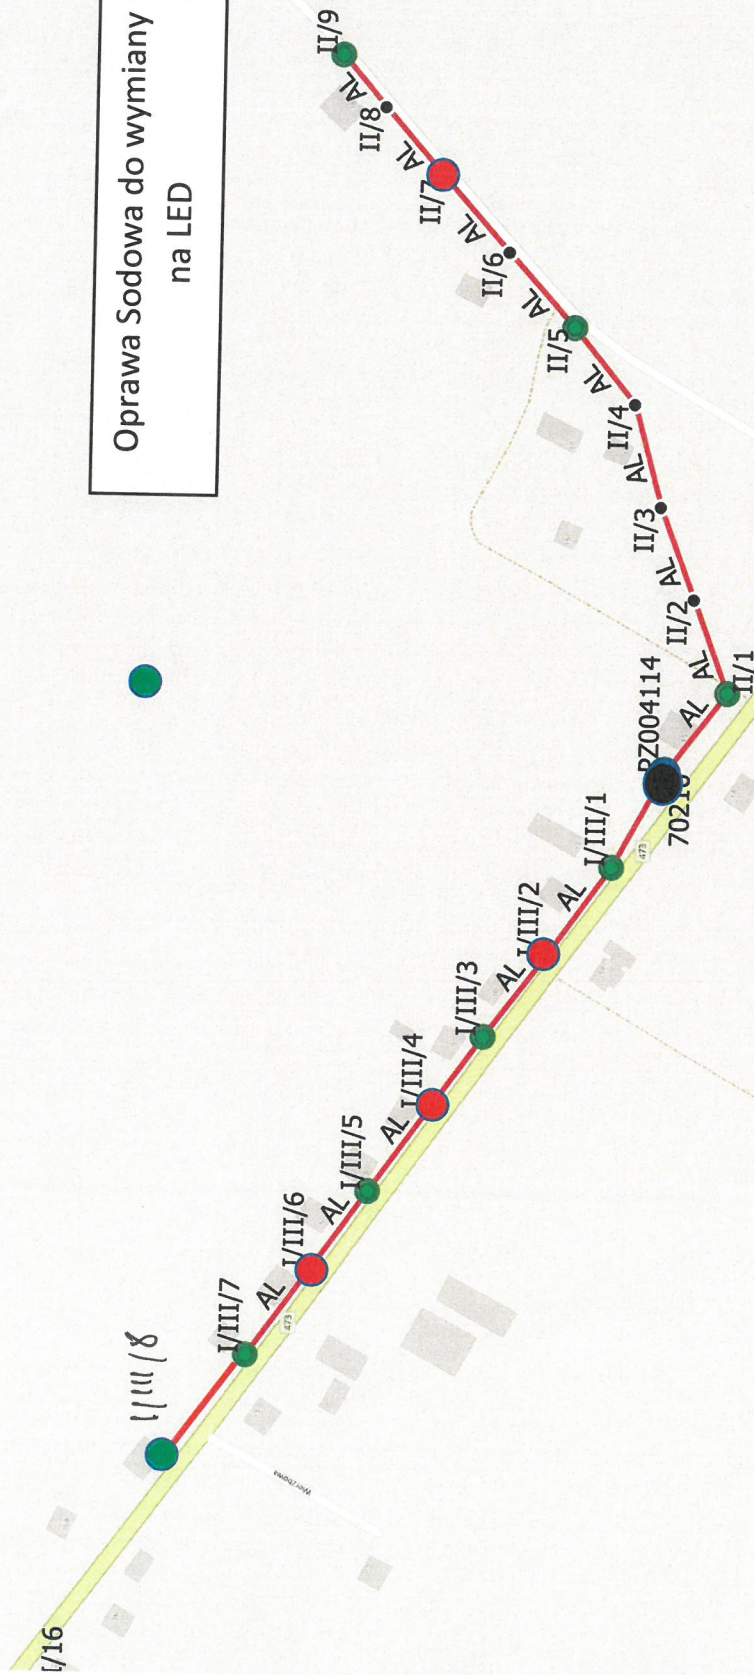 Oprawa Sodowa do wymiany
na LED
I/16
I/III/8
I/III/7
AL
I/III/6
AL
I/III/5
AL
I/III/4
I/III/3
AL
I/III/2
AL
I/III/1
PZ004114
70216
AL
II/1
AL
II/2
AL
II/3
AL
II/4
AL
II/5
AL
II/6
AL
II/7
AL
II/8
AL
II/9
473
473
Wierzbowa